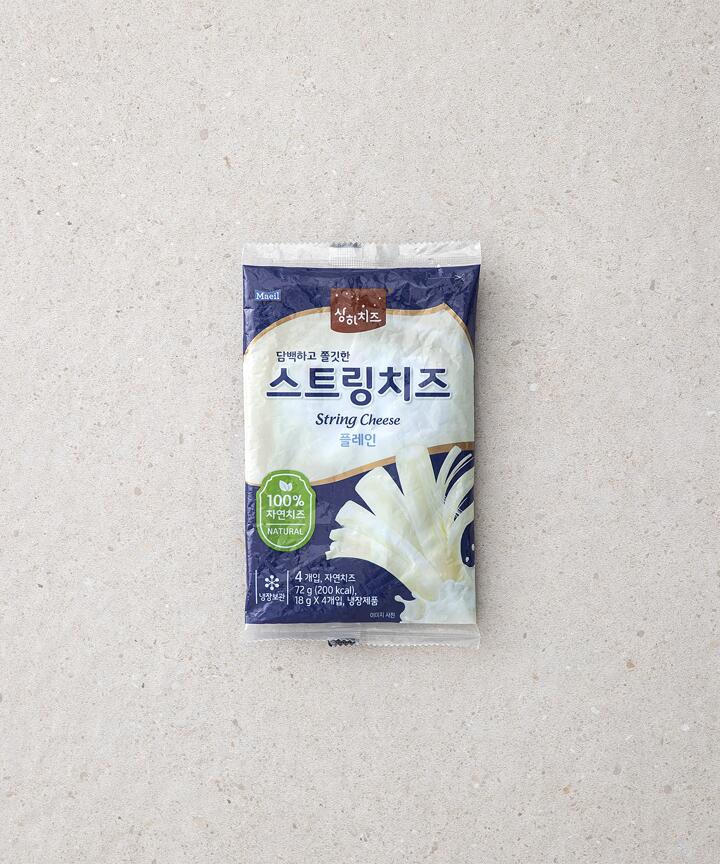 Maeil
상하치즈
담백하고 쫄깃한
스트링치즈
String Cheese
플레인
100%
자연치즈
NATURAL
냉장보관
4 개입, 자연치즈
72 g (200 kcal),
18 g X 4개입, 냉장제품
이미지 사진